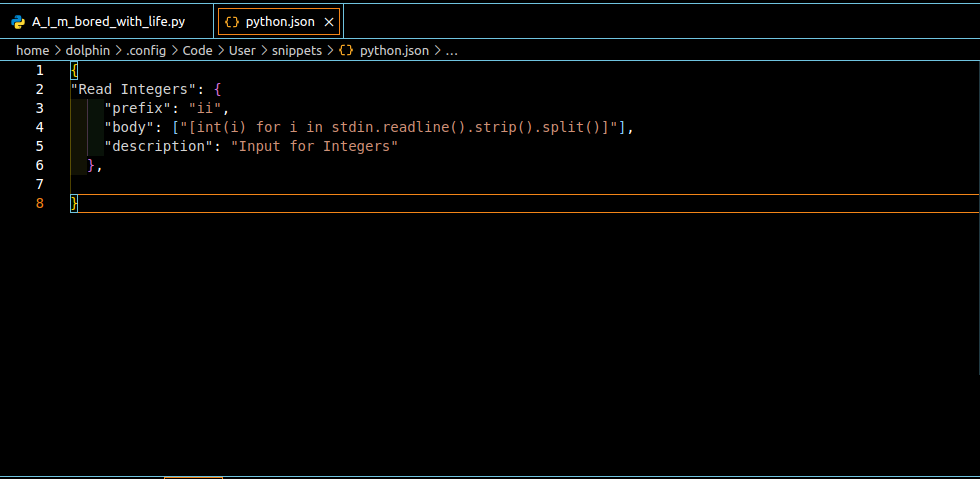 A_I_m_bored_with_life.py {} python.json ×
home > dolphin > .config > Code > User > snippets > {} python.json > ...
1 {
2 "Read Integers": {
3 "prefix": "ii",
4 "body": ["[int(i) for i in stdin.readline().strip().split()]"],
5 "description": "Input for Integers"
6 },
7
8 }